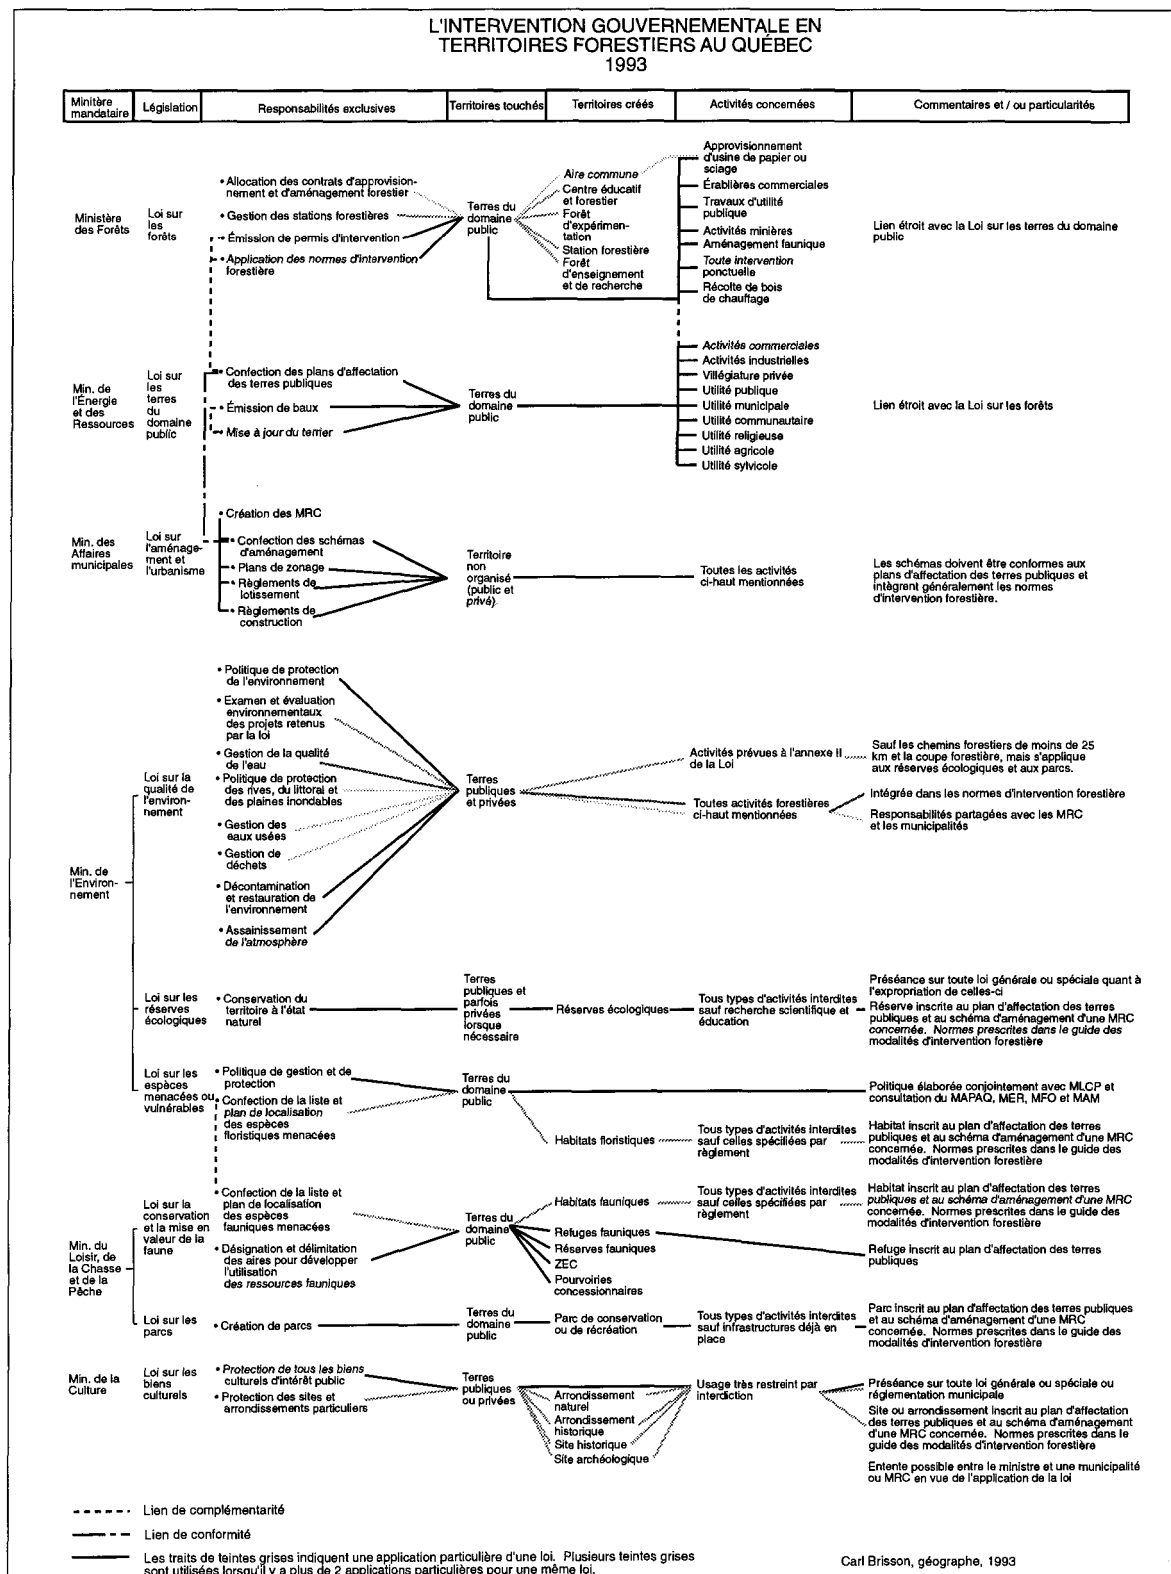 L'INTERVENTION GOUVERNEMENTALE EN
TERRITOIRES FORESTIERS AU QUÉBEC
1993
Minitère
mandataire
Législation
Responsabilités exclusives
Territoires touchés
Territoires créés
Activités concernées
Commentaires et / ou particularités
Ministère
des Forêts
Loi sur
les
forêts
• Allocation des contrats d'approvision-
nement et d'aménagement forestier
• Gestion des stations forestières
• Émission de permis d'intervention
• Application des normes d'intervention
forestière
Terres du
domaine
public
Aire commune
Centre éducatif
et forestier
Forêt
d'expérimen-
tation
Station forestière
Forêt
d'enseignement
et de recherche
Approvisionnement
d'usine de papier ou
sciage
Érablières commerciales
Travaux d'utilité
publique
Activités minières
Aménagement faunique
Toute intervention
ponctuelle
Récolte de bois
de chauffage
Lien étroit avec la Loi sur les terres du domaine
public
Min. de
l'Énergie
et des
Ressources
Loi sur
les
terres
du
domaine
public
• Confection des plans d'affectation
des terres publiques
• Émission de baux
• Mise à jour du terrier
Terres du
domaine
public
Activités commerciales
Activités industrielles
Villégiature privée
Utilité publique
Utilité municipale
Utilité communautaire
Utilité religieuse
Utilité agricole
Utilité sylvicole
Lien étroit avec la Loi sur les forêts
Min. des
Affaires
municipales
Loi sur
l'aménage-
ment et
l'urbanisme
• Création des MRC
• Confection des schémas
d'aménagement
• Plans de zonage
• Règlements de
lotissement
• Règlements de
construction
Territoire
non
organisé
(public et
privé)
Toutes les activités
ci-haut mentionnées
Les schémas doivent être conformes aux
plans d'affectation des terres publiques et
intègrent généralement les normes
d'intervention forestière.
Min. de
l'Environ-
nement
Loi sur la
qualité de
l'environ-
nement
• Politique de protection
de l'environnement
• Examen et évaluation
environnementaux
des projets retenus
par la loi
• Gestion de la qualité
de l'eau
• Politique de protection
des rives, du littoral et
des plaines inondables
• Gestion des
eaux usées
• Gestion de
déchets
• Décontamination
et restauration de
l'environnement
• Assainissement
de l'atmosphère
Terres
publiques
et privées
Activités prévues à l'annexe II
de la Loi
Sauf les chemins forestiers de moins de 25
km et la coupe forestière, mais s'applique
aux réserves écologiques et aux parcs.
Toutes activités forestières
ci-haut mentionnées
Intégrée dans les normes d'intervention forestière
Responsabilités partagées avec les MRC
et les municipalités
Loi sur les
réserves
écologiques
• Conservation du
territoire à l'état
naturel
Terres
publiques et
parfois
privées
lorsque
nécessaire
Réserves écologiques
Tous types d'activités interdites
sauf recherche scientifique et
éducation
Préséance sur toute loi générale ou spéciale quant à
l'expropriation de celles-ci
Réserve inscrite au plan d'affectation des terres
publiques et au schéma d'aménagement d'une MRC
concernée. Normes prescrites dans le guide des
modalités d'intervention forestière
Loi sur les
espèces
menacées ou
vulnérables
• Politique de gestion et de
protection
• Confection de la liste et
plan de localisation
des espèces
floristiques menacées
Terres du
domaine
public
Politique élaborée conjointement avec MLCP et
consultation du MAPAQ, MER, MFO et MAM
Habitats floristiques
Tous types d'activités interdites
sauf celles spécifiées par
règlement
Habitat inscrit au plan d'affectation des terres
publiques et au schéma d'aménagement d'une MRC
concernée. Normes prescrites dans le guide des
modalités d'intervention forestière
Min. du
Loisir, de
la Chasse
et de la
Pêche
Loi sur la
conservation
et la mise en
valeur de la
faune
• Confection de la liste et
plan de localisation
des espèces
fauniques menacées
• Désignation et délimitation
des aires pour développer
l'utilisation
des ressources fauniques
Terres du
domaine
public
Habitats fauniques
Refuges fauniques
Réserves fauniques
ZEC
Pourvoiries
concessionnaires
Tous types d'activités interdites
sauf celles spécifiées par
règlement
Habitat inscrit au plan d'affectation des terres
publiques et au schéma d'aménagement d'une MRC
concernée. Normes prescrites dans le guide des
modalités d'intervention forestière
Refuge inscrit au plan d'affectation des terres
publiques
Loi sur les
parcs
• Création de parcs
Terres du
domaine
public
Parc de conservation
ou de récréation
Tous types d'activités interdites
sauf infrastructures déjà en
place
Parc inscrit au plan d'affectation des terres publiques
et au schéma d'aménagement d'une MRC
concernée. Normes prescrites dans le guide des
modalités d'intervention forestière
Min. de la
Culture
Loi sur les
biens
culturels
• Protection de tous les biens
culturels d'intérêt public
• Protection des sites et
arrondissements particuliers
Terres
publiques
ou privées
Arrondissement
naturel
Arrondissement
historique
Site historique
Site archéologique
Usage très restreint par
interdiction
Préséance sur toute loi générale ou spéciale ou
réglementation municipale
Site ou arrondissement inscrit au plan d'affectation
des terres publiques et au schéma d'aménagement
d'une MRC concernée. Normes prescrites dans le
guide des modalités d'intervention forestière
Entente possible entre le ministre et une municipalité
ou MRC en vue de l'application de la loi
Lien de complémentarité
Lien de conformité
Les traits de teintes grises indiquent une application particulière d'une loi. Plusieurs teintes grises
sont utilisées lorsqu'il y a plus de 2 applications particulières pour une même loi.
Carl Brisson, géographe, 1993